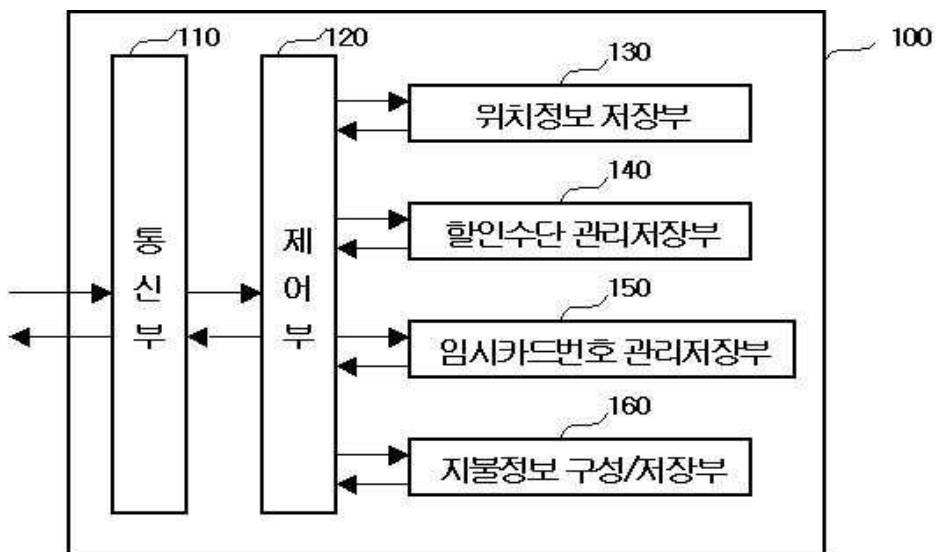 110
120
100
130
위치정보 저장부
140
할인수단 관리저장부
통신부
제어부
150
임시카드번호 관리저장부
160
지불정보 구성/저장부